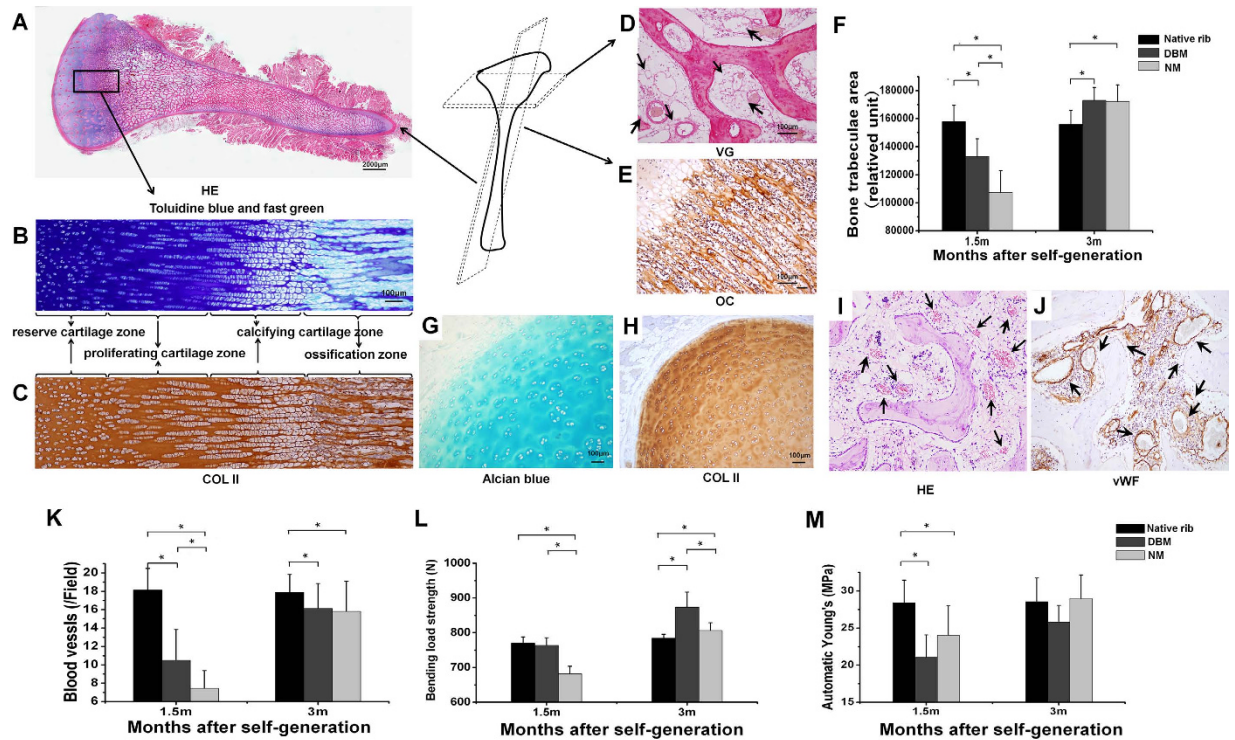 A
2000μm
HE
Toluidine blue and fast green
B
100μm
reserve cartilage zone
calcifying cartilage zone
proliferating cartilage zone
ossification zone
C
COL II
D
100μm
VG
E
100μm
OC
F
*
*
*
*
*
Native rib
DBM
NM
Bone trabeculae area
(relatived unit)
180000
160000
140000
120000
100000
80000
1.5m
3m
Months after self-generation
G
100μm
Alcian blue
H
100μm
COL II
I
HE
J
vWF
K
*
*
*
*
*
Blood vessls (/Field)
18
16
14
12
10
8
6
1.5m
3m
Months after self-generation
L
*
*
*
*
*
Bending load strength (N)
1000
900
800
700
600
1.5m
3m
Months after self-generation
M
*
*
Native rib
DBM
NM
Automatic Young's (MPa)
30
25
20
15
1.5m
3m
Months after self-generation